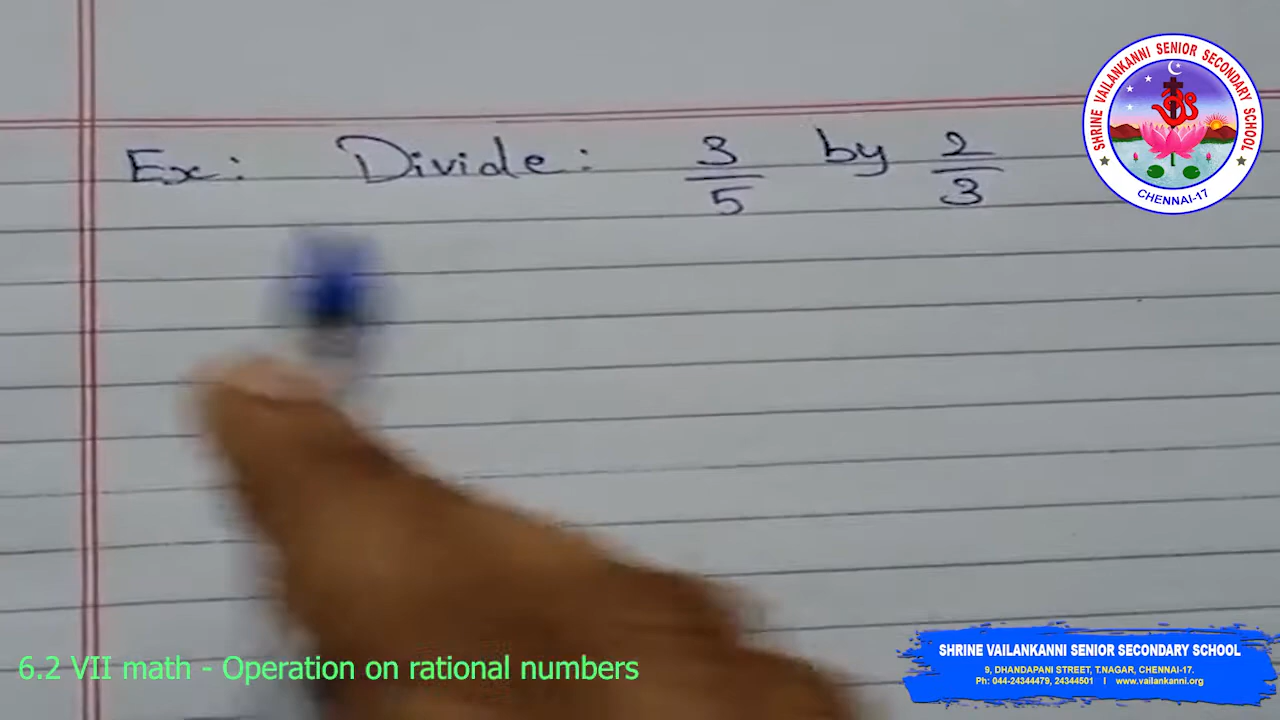 SHRINE VAILANKANNI SENIOR SECONDARY SCHOOL
CHENNAI-17
Ex: Divide: 3/5 by 2/3
6.2 VII math - Operation on rational numbers
SHRINE VAILANKANNI SENIOR SECONDARY SCHOOL
9, DHANDAPANI STREET, T.NAGAR, CHENNAI-17.
Ph: 044-24344479, 24344501 I www.vailankanni.org